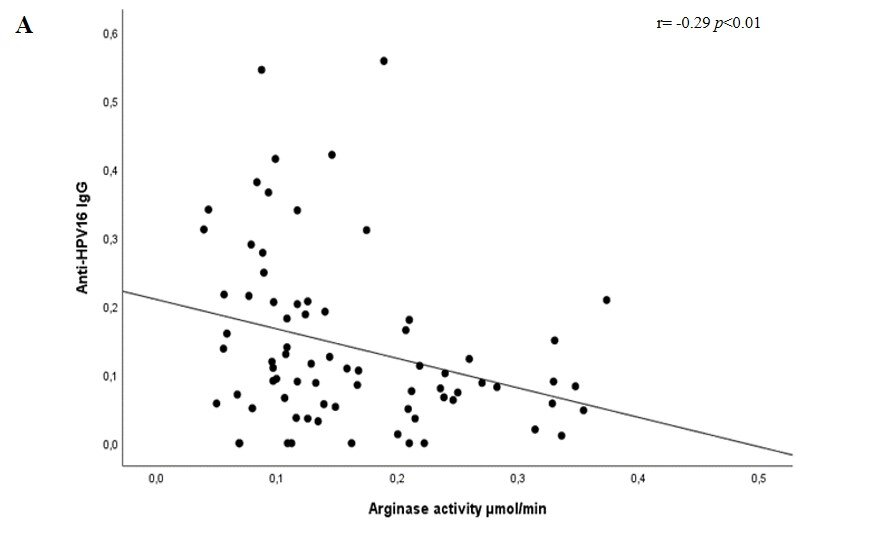 A
r= -0.29 p<0.01
0,6
0,5
0,4
0,3
0,2
0,1
0,0
Anti-HPV16 IgG
0,0 0,1 0,2 0,3 0,4 0,5
Arginase activity µmol/min